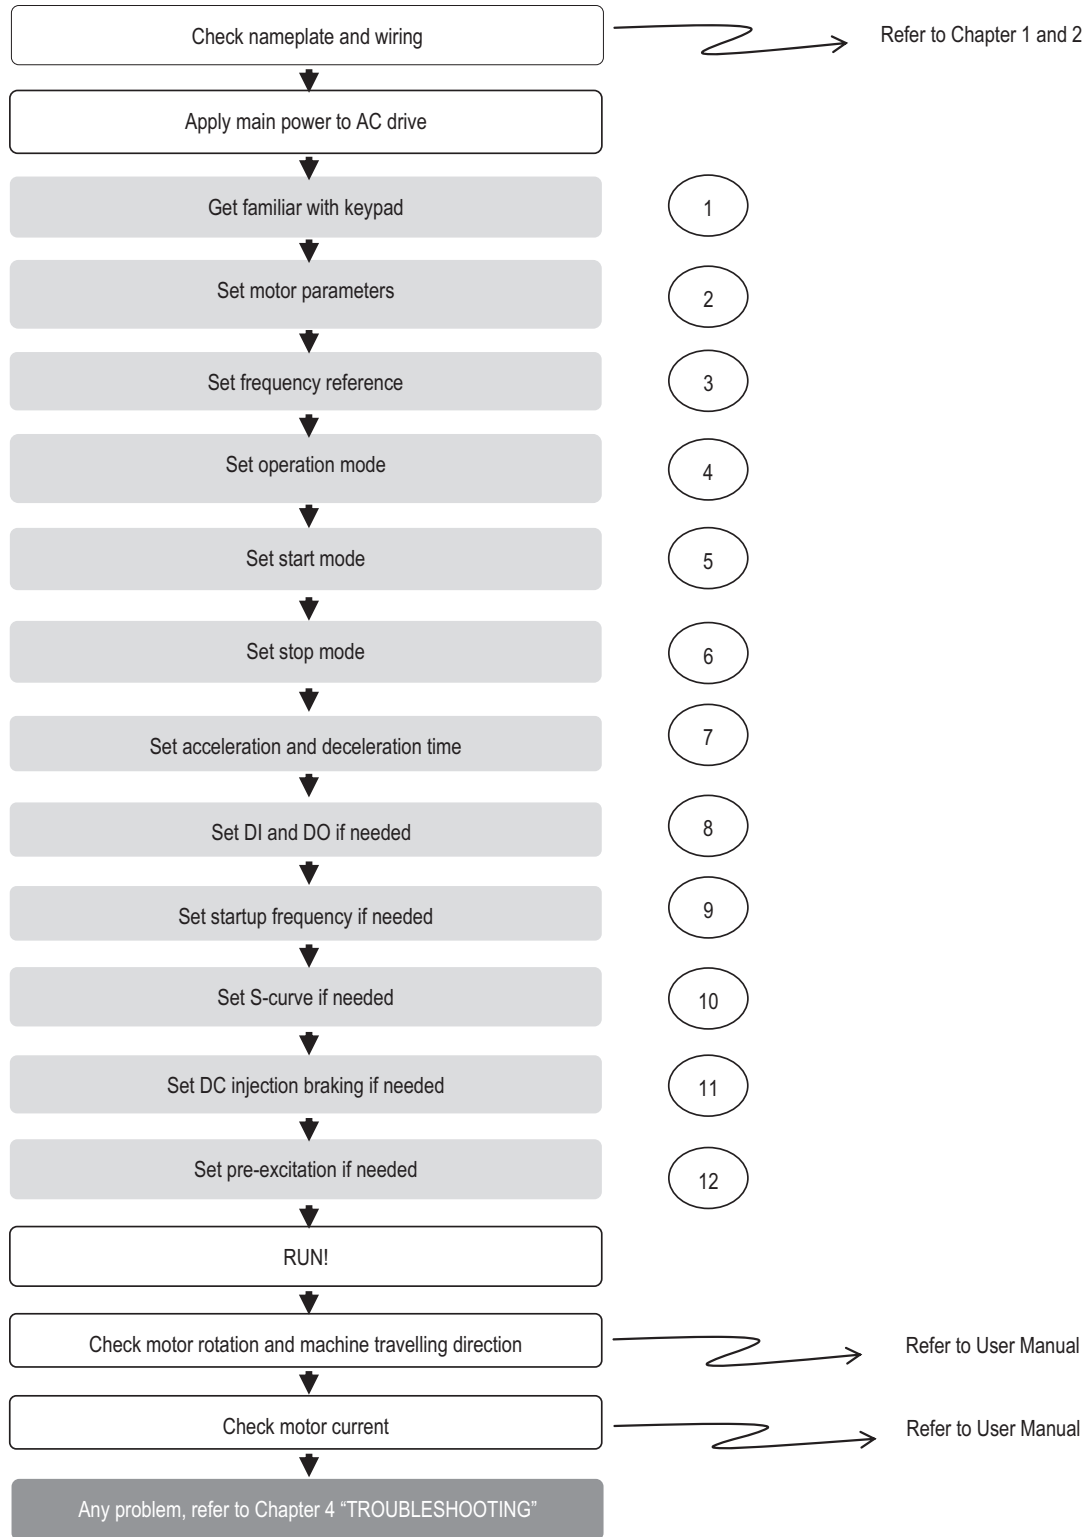 Check nameplate and wiring
Refer to Chapter 1 and 2
Apply main power to AC drive
Get familiar with keypad
1
Set motor parameters
2
Set frequency reference
3
Set operation mode
4
Set start mode
5
Set stop mode
6
Set acceleration and deceleration time
7
Set DI and DO if needed
8
Set startup frequency if needed
9
Set S-curve if needed
10
Set DC injection braking if needed
11
Set pre-excitation if needed
12
RUN!
Check motor rotation and machine travelling direction
Refer to User Manual
Check motor current
Refer to User Manual
Any problem, refer to Chapter 4 “TROUBLESHOOTING”